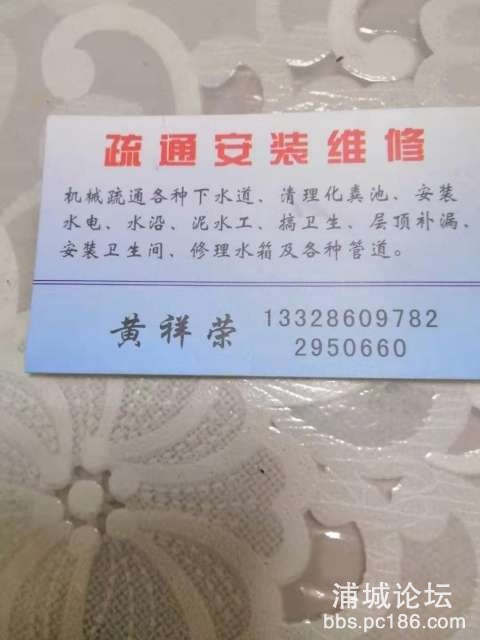 疏通安装维修
机械疏通各种下水道、清理化粪池、安装
水电、水沿、泥水工、搞卫生、层顶补漏、
安装卫生间、修理水箱及各种管道。
黄祥荣 13328609782
2950660
浦城论坛
bbs.pc186.com